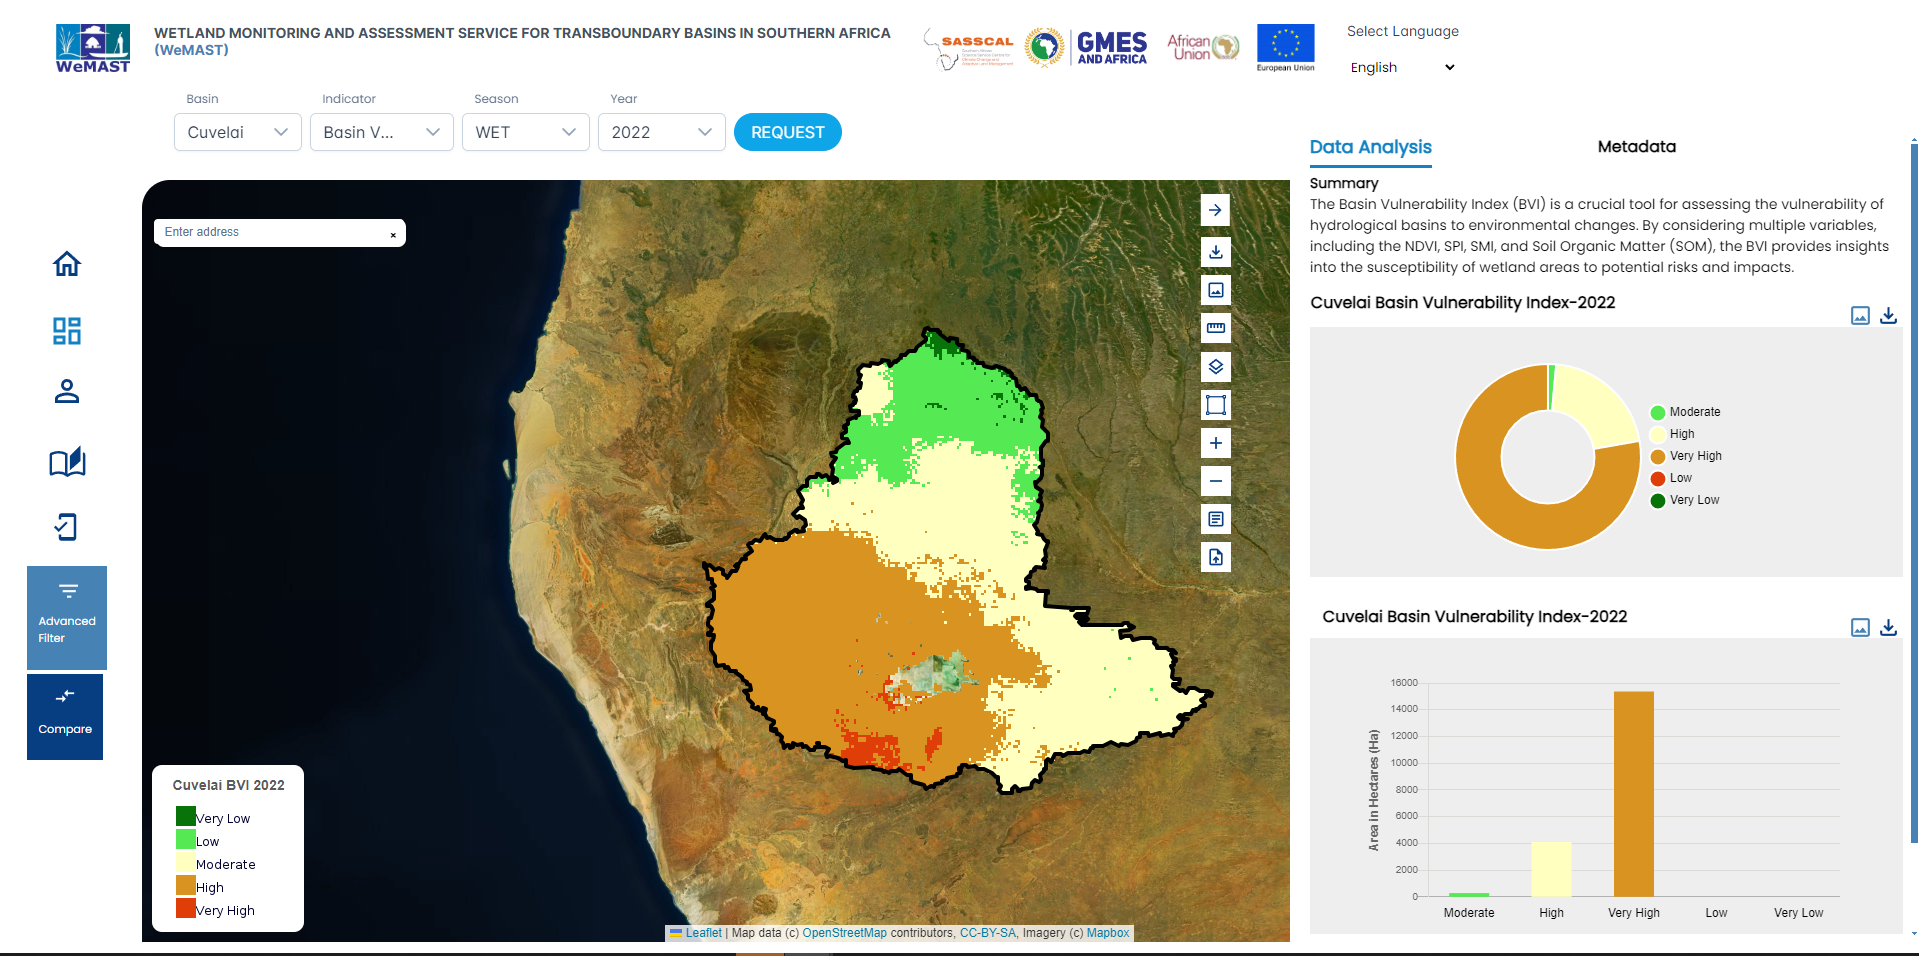 WeMAST
WETLAND MONITORING AND ASSESSMENT SERVICE FOR TRANSBOUNDARY BASINS IN SOUTHERN AFRICA
(WeMAST)
SASSCAL
GMES
AND AFRICA
African
Union
European Union
Select Language
English
Basin
Indicator
Season
Year
Cuvelai
Basin V...
WET
2022
REQUEST
Enter address
×
Advanced
Filter
Compare
Cuvelai BVI 2022
Very Low
Low
Moderate
High
Very High
Leaflet | Map data (c) OpenStreetMap contributors, CC-BY-SA, Imagery (c) Mapbox
Data Analysis
Metadata
Summary
The Basin Vulnerability Index (BVI) is a crucial tool for assessing the vulnerability of
hydrological basins to environmental changes. By considering multiple variables,
including the NDVI, SPI, SMI, and Soil Organic Matter (SOM), the BVI provides insights
into the susceptibility of wetland areas to potential risks and impacts.
Cuvelai Basin Vulnerability Index-2022
Moderate
High
Very High
Low
Very Low
Cuvelai Basin Vulnerability Index-2022
Area in Hectares (Ha)
16000
14000
12000
10000
8000
6000
4000
2000
0
Moderate
High
Very High
Low
Very Low